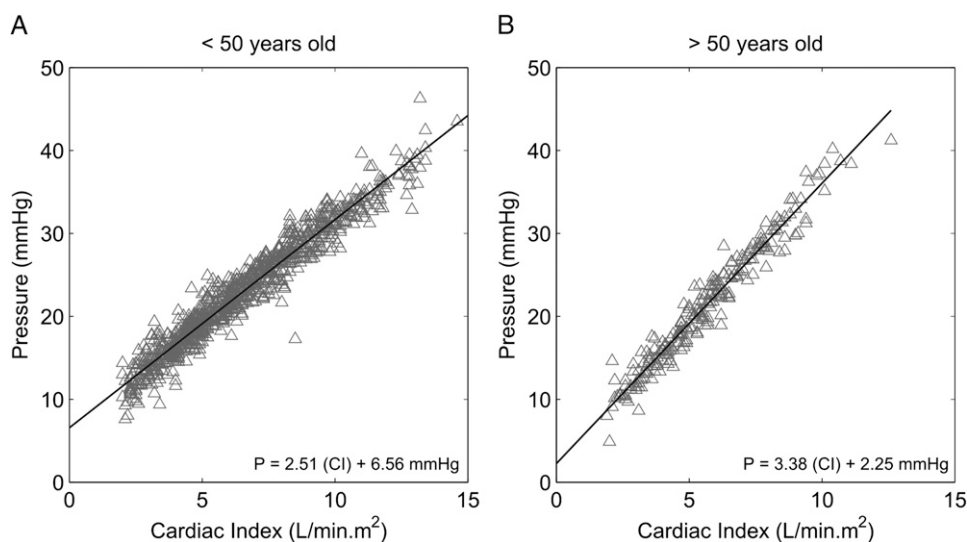 A
< 50 years old
50
40
30
20
10
0
Pressure (mmHg)
P = 2.51 (CI) + 6.56 mmHg
0 5 10 15
Cardiac Index (L/min.m²)
B
> 50 years old
50
40
30
20
10
0
Pressure (mmHg)
P = 3.38 (CI) + 2.25 mmHg
0 5 10 15
Cardiac Index (L/min.m²)